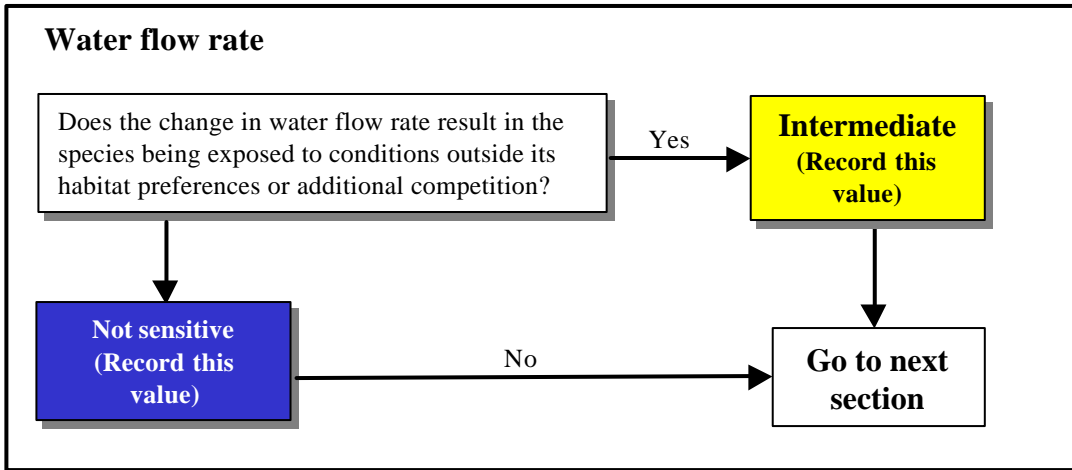 Water flow rate
Does the change in water flow rate result in the
species being exposed to conditions outside its
habitat preferences or additional competition?
Yes
Intermediate
(Record this
value)
Not sensitive
(Record this
value)
No
Go to next
section